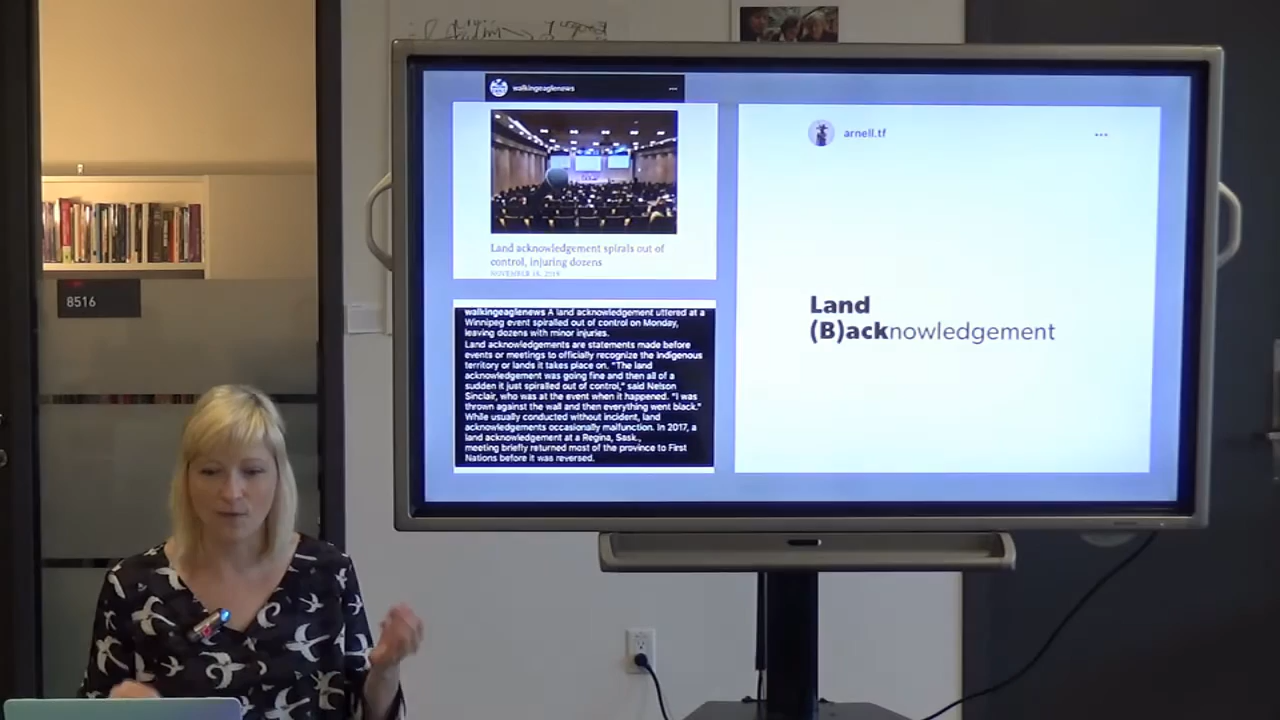 walkingeaglenews
Land acknowledgement spirals out of
control, injuring dozens
NOVEMBER 14, 2018
walkingeaglenews A land acknowledgement uttered at a
Winnipeg event spiralled out of control on Monday,
leaving dozens with minor injuries.
Land acknowledgements are statements made before
events or meetings to officially recognize the Indigenous
territory or lands it takes place on. "The land
acknowledgement was going fine and then all of a
sudden it just spiralled out of control," said Nelson
Sinclair, who was at the event when it happened. "I was
thrown against the wall and then everything went black."
While usually conducted without incident, land
acknowledgements occasionally malfunction. In 2017, a
land acknowledgement at a Regina, Sask.,
meeting briefly returned most of the province to First
Nations before it was reversed.
arnell.tf
Land
(B)acknowledgement
8516